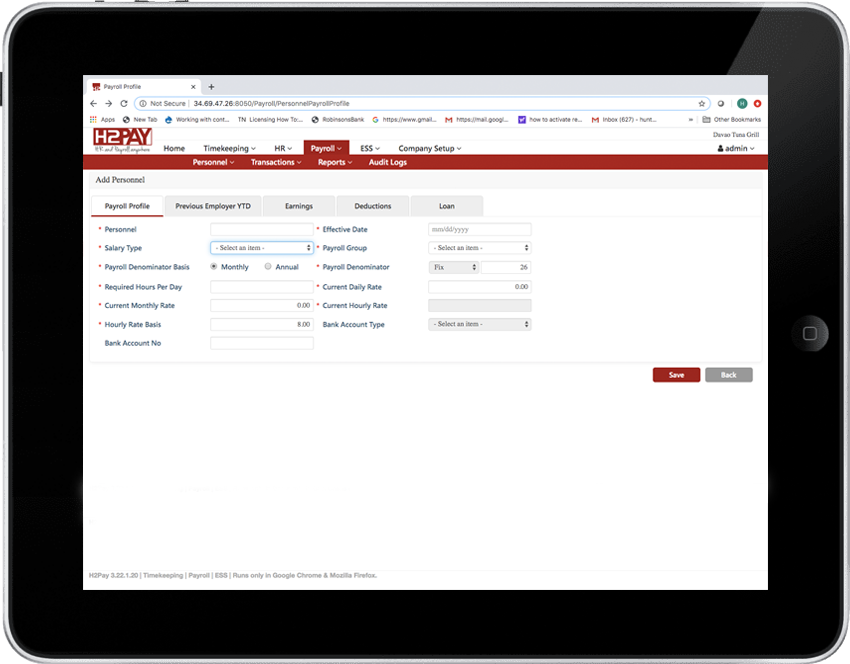 Payroll Profile
Not Secure | 34.69.47.26:8050/Payroll/PersonnelPayrollProfile
H
Apps New Tab Working with cont... TN Licensing How To:... RobinsonsBank https://www.gmail... https://mail.googl... how to activate re... Inbox (627) - hunt... » Other Bookmarks
H2PAY
HR and Payroll anywhere
Davao Tuna Grill
Home Timekeeping HR Payroll ESS Company Setup admin
Personnel Transactions Reports Audit Logs
Add Personnel
Payroll Profile Previous Employer YTD Earnings Deductions Loan
* Personnel * Effective Date mm/dd/yyyy
* Salary Type - Select an item - * Payroll Group - Select an item -
* Payroll Denominator Basis Monthly Annual * Payroll Denominator Fix 26
* Required Hours Per Day * Current Daily Rate 0.00
* Current Monthly Rate 0.00 * Current Hourly Rate
* Hourly Rate Basis 8.00 Bank Account Type - Select an item -
Bank Account No
Save Back
H2Pay 3.22.1.20 | Timekeeping | Payroll | ESS | Runs only in Google Chrome & Mozilla Firefox.